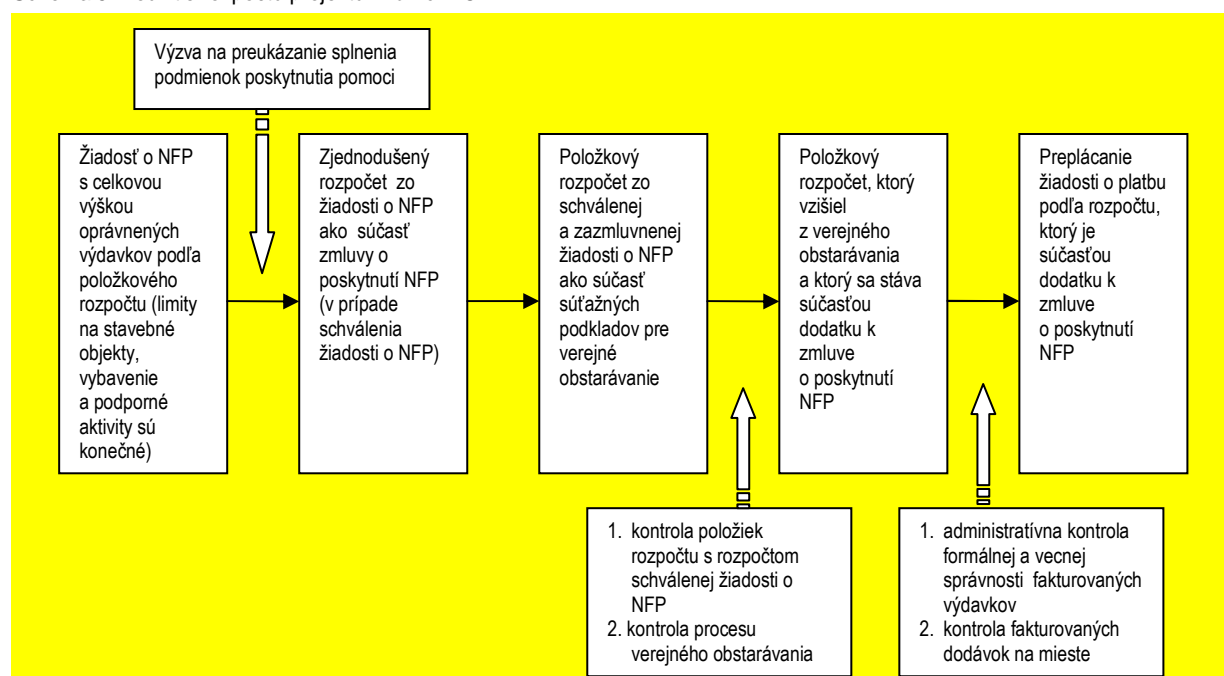 Výzva na preukázanie splnenia
podmienok poskytnutia pomoci
Žiadosť o NFP
s celkovou
výškou
oprávnených
výdavkov podľa
položkového
rozpočtu (limity
na stavebné
objekty,
vybavenie
a podporné
aktivity sú
konečné)
Zjednodušený
rozpočet zo
žiadosti o NFP
ako súčasť
zmluvy o
poskytnutí NFP
(v prípade
schválenia
žiadosti o NFP)
Položkový
rozpočet zo
schválenej
a zazmluvnenej
žiadosti o NFP
ako súčasť
súťažných
podkladov pre
verejné
obstarávanie
Položkový
rozpočet, ktorý
vzišiel
z verejného
obstarávania
a ktorý sa stáva
súčasťou
dodatku k
zmluve
o poskytnutí
NFP
Preplácanie
žiadosti o platbu
podľa rozpočtu,
ktorý je
súčasťou
dodatku k
zmluve
o poskytnutí
NFP
1. kontrola položiek
rozpočtu s rozpočtom
schválenej žiadosti o
NFP
2. kontrola procesu
verejného obstarávania
1. administratívna kontrola
formálnej a vecnej
správnosti fakturovaných
výdavkov
2. kontrola fakturovaných
dodávok na mieste